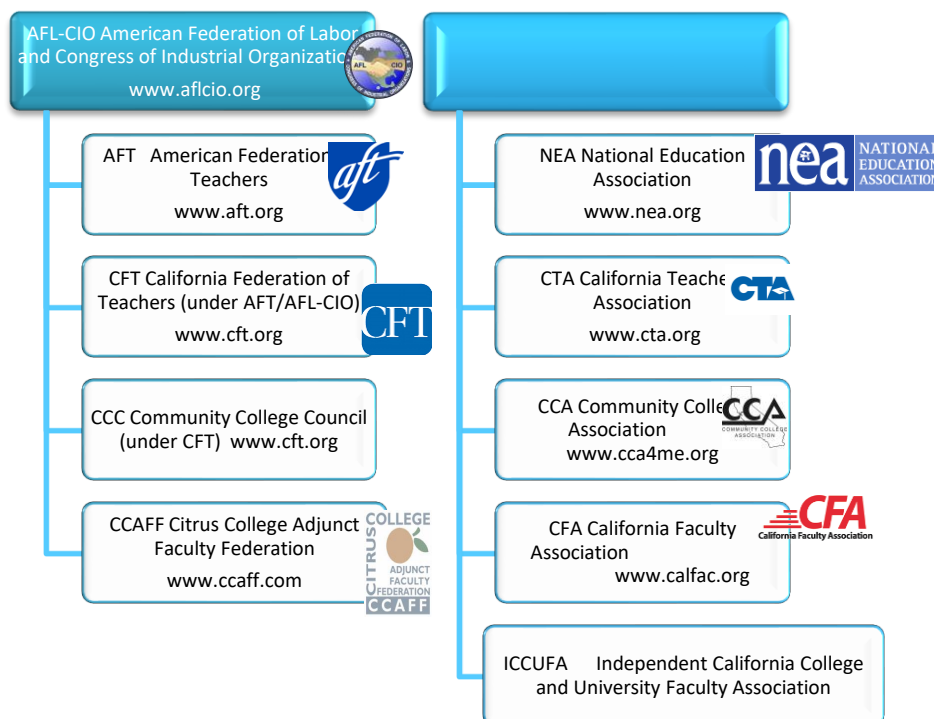 AFL-CIO American Federation of Labor
and Congress of Industrial Organizatio
www.aflcio.org
AFL CIO
AFT American Federation
Teachers
www.aft.org
aft
CFT California Federation of
Teachers (under AFT/AFL-CIO)
www.cft.org
CFT
CCC Community College Council
(under CFT) www.cft.org
CCAFF Citrus College Adjunct
Faculty Federation
www.ccaff.com
CITRUS
COLLEGE
ADJUNCT
FACULTY
FEDERATION
CCAFF
NEA National Education
Association
www.nea.org
nea
NATIONAL
EDUCATION
ASSOCIATION
CTA California Teache
Association
www.cta.org
CTA
CCA Community Colle
Association
www.cca4me.org
CCA
COMMUNITY COLLEGE
ASSOCIATION
CFA California Faculty
Association
www.calfac.org
CFA
California Faculty Association
ICCUFA Independent California College
and University Faculty Association